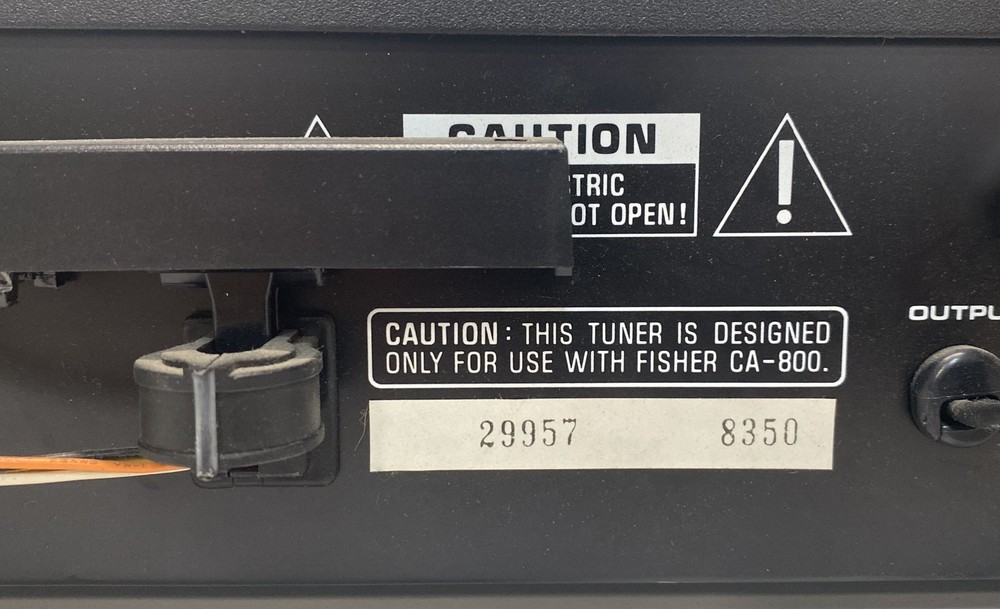 CAUTION
TRIC
OT OPEN!
CAUTION: THIS TUNER IS DESIGNED
ONLY FOR USE WITH FISHER CA-800.
OUTPU
29957 8350